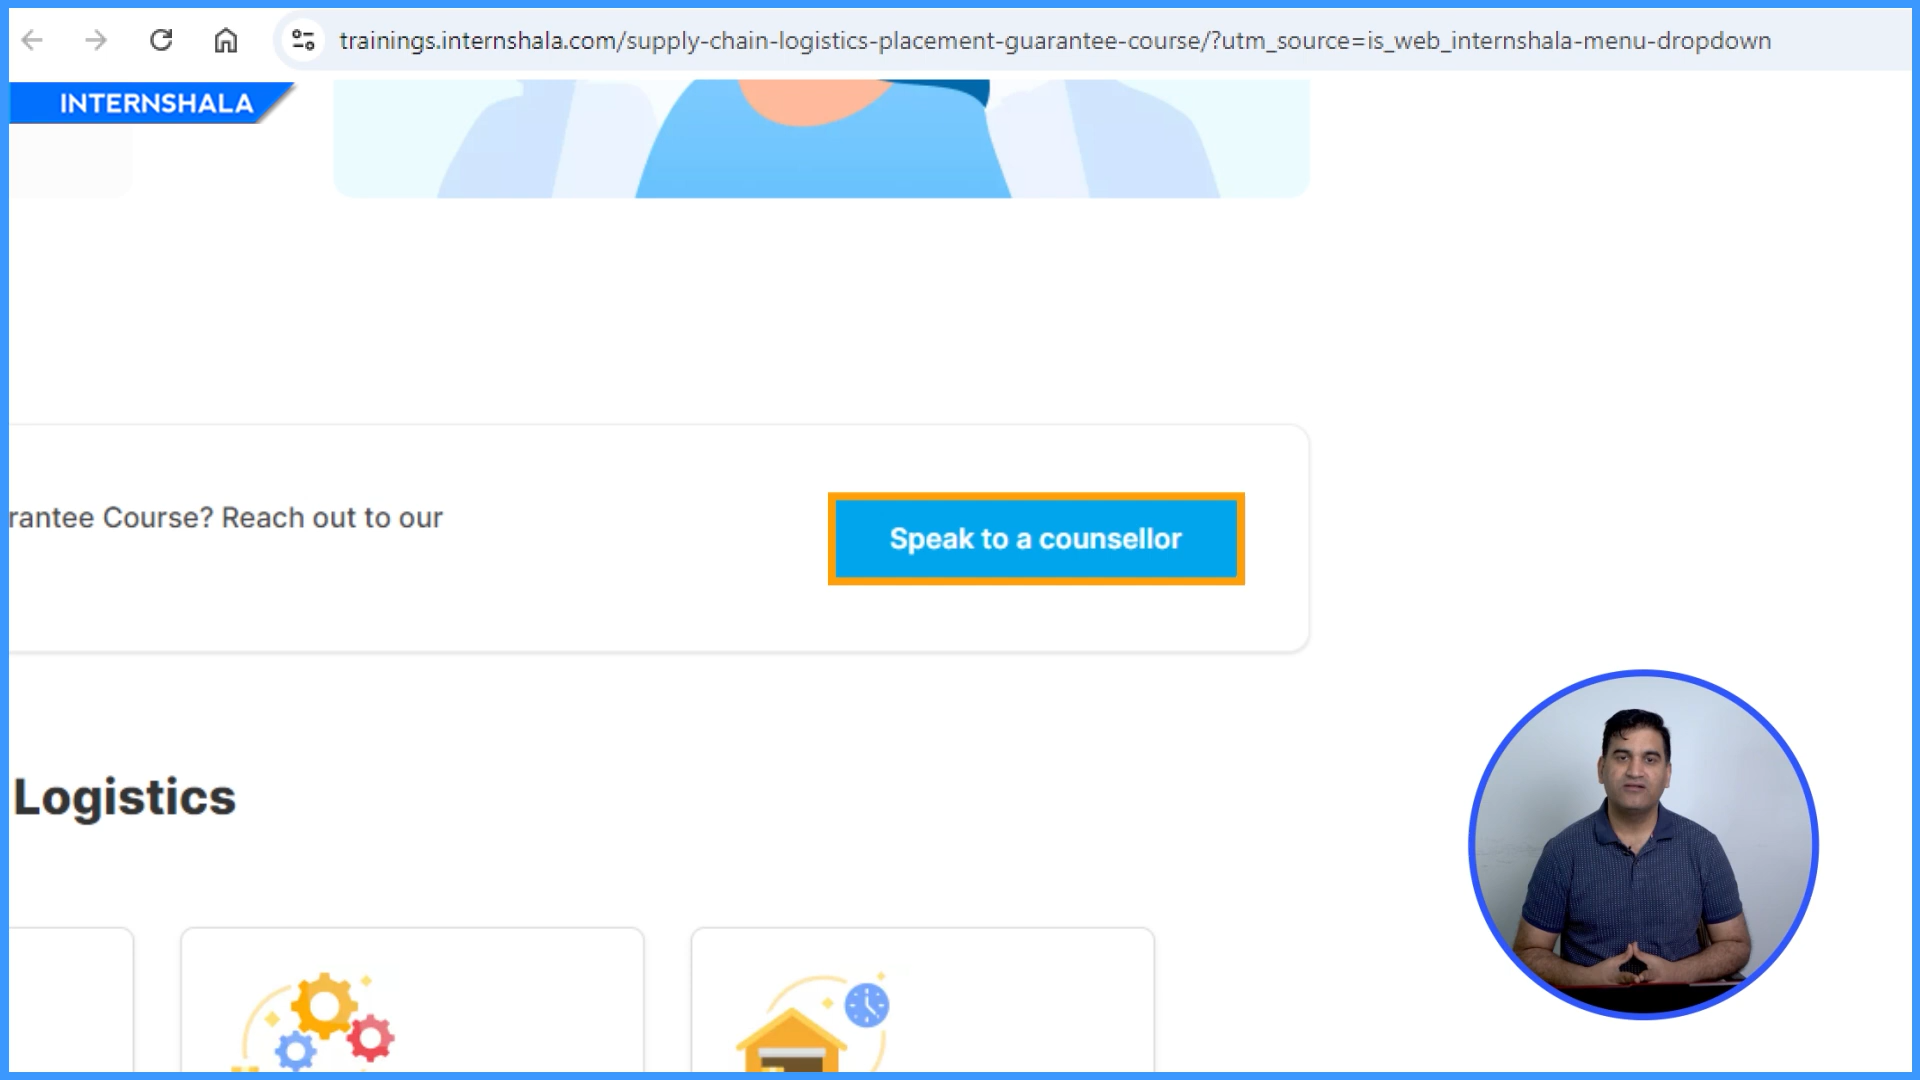 trainings.internshala.com/supply-chain-logistics-placement-guarantee-course/?utm_source=is_web_internshala-menu-dropdown
INTERNSHALA
rantee Course? Reach out to our
Speak to a counsellor
Logistics